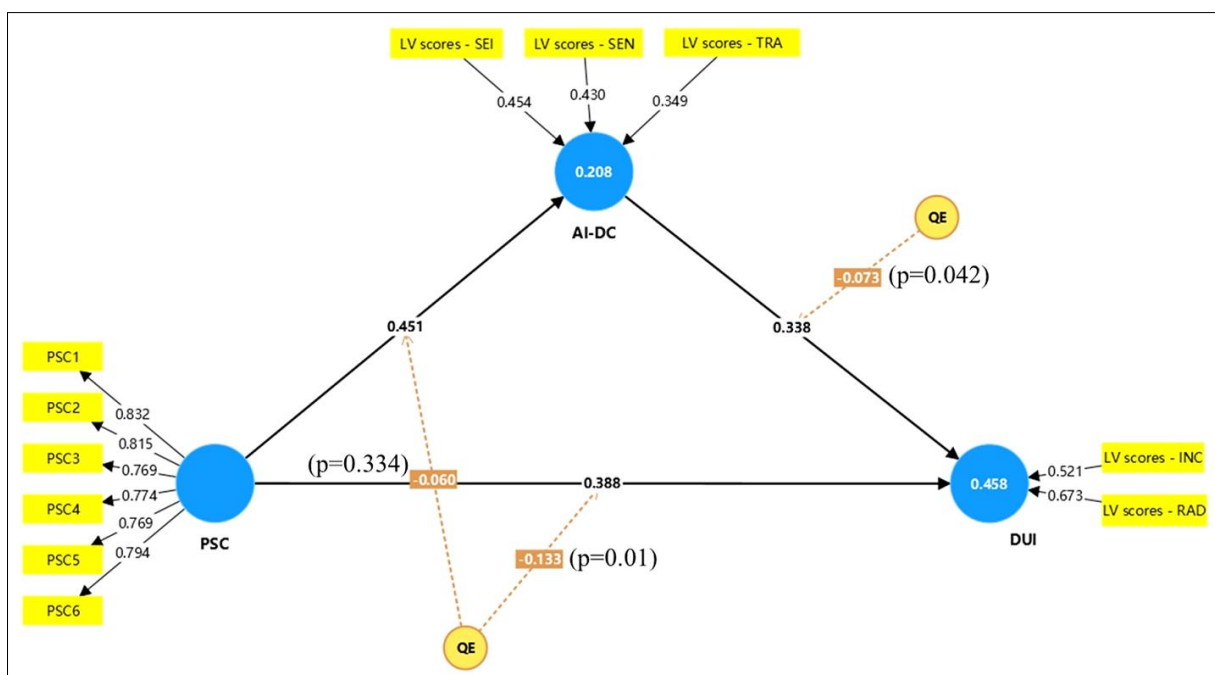 LV scores - SEI
LV scores - SEN
LV scores - TRA
0.454
0.430
0.349
0.208
AI-DC
QE
-0.073 (p=0.042)
0.451
0.338
PSC1
PSC2
PSC3
PSC4
PSC5
PSC6
0.832
0.815
0.769
0.774
0.769
0.794
PSC
(p=0.334)
-0.060
0.388
-0.133 (p=0.01)
QE
0.458
DUI
0.521
0.673
LV scores - INC
LV scores - RAD